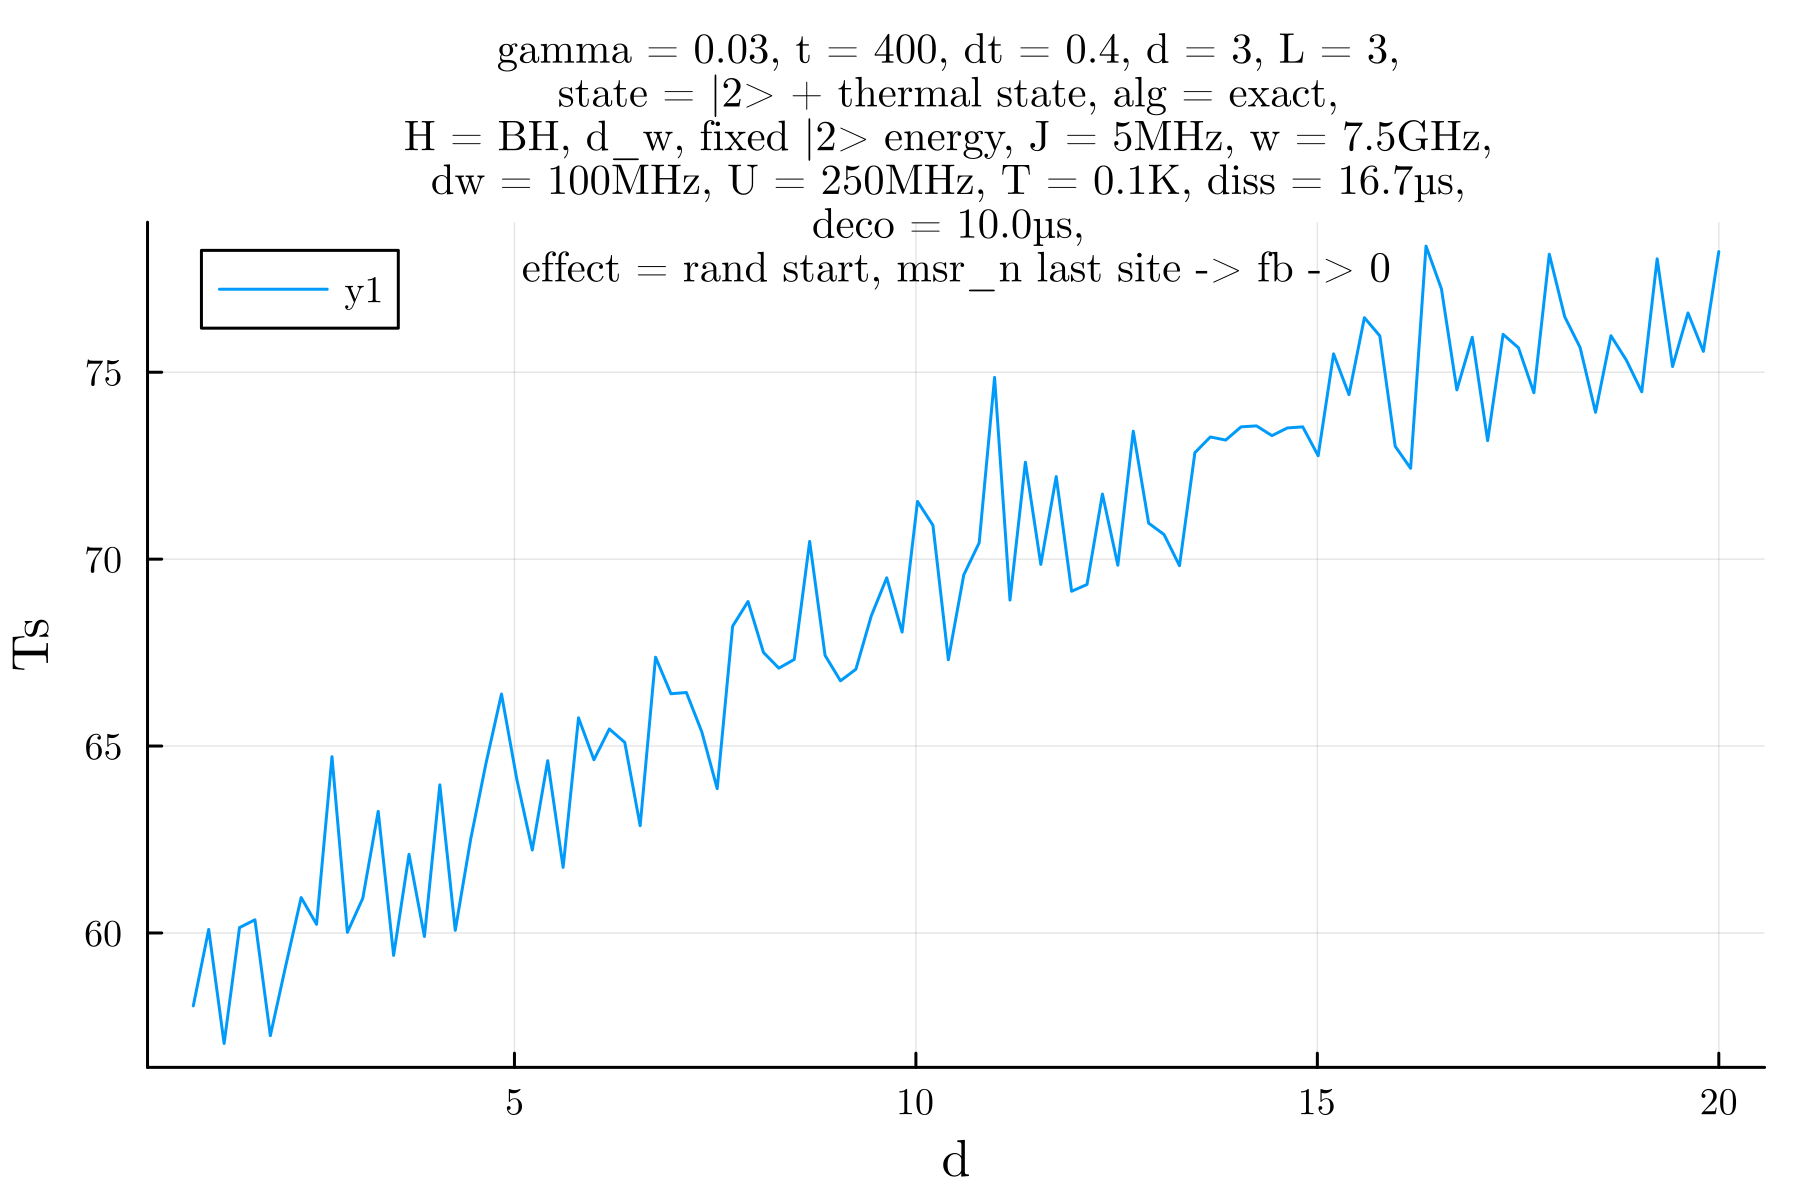 gamma = 0.03, t = 400, dt = 0.4, d = 3, L = 3,
state = |2> + thermal state, alg = exact,
H = BH, d_w, fixed |2> energy, J = 5MHz, w = 7.5GHz,
dw = 100MHz, U = 250MHz, T = 0.1K, diss = 16.7µs,
deco = 10.0µs,
effect = rand start, msr_n last site -> fb -> 0
y1
75
70
65
60
Ts
5
10
15
20
d